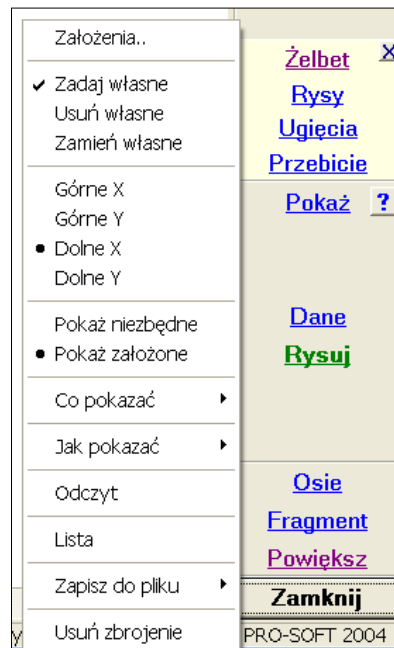 Założenia..
Zadaj własne
Usuń własne
Zamień własne
Górne X
Górne Y
Dolne X
Dolne Y
Pokaż niezbędne
Pokaż założone
Co pokazać
Jak pokazać
Odczyt
Lista
Zapisz do pliku
Usuń zbrojenie
Żelbet
X
Rysy
Ugięcia
Przebicie
Pokaż
?
Dane
Rysuj
Osie
Fragment
Powiększ
Zamknij
PRO-SOFT 2004